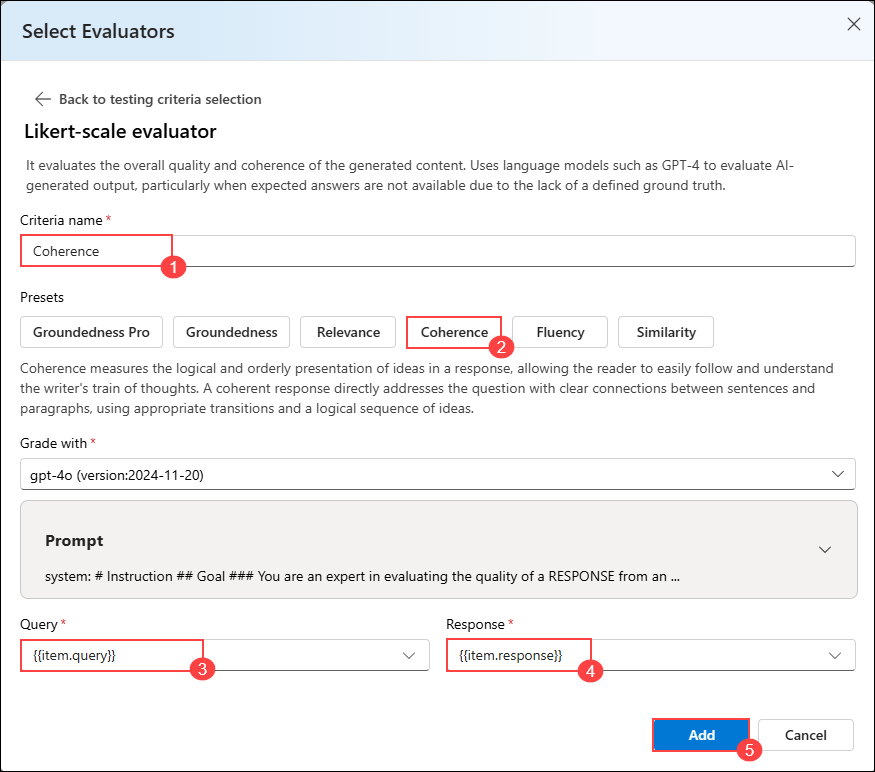 Select Evaluators
Back to testing criteria selection
Likert-scale evaluator
It evaluates the overall quality and coherence of the generated content. Uses language models such as GPT-4 to evaluate AI-
generated output, particularly when expected answers are not available due to the lack of a defined ground truth.
Criteria name *
Coherence
1
Presets
Groundedness Pro Groundedness Relevance Coherence Fluency Similarity
2
Coherence measures the logical and orderly presentation of ideas in a response, allowing the reader to easily follow and understand
the writer's train of thoughts. A coherent response directly addresses the question with clear connections between sentences and
paragraphs, using appropriate transitions and a logical sequence of ideas.
Grade with *
gpt-4o (version:2024-11-20)
Prompt
system: # Instruction ## Goal ### You are an expert in evaluating the quality of a RESPONSE from an ...
Query * Response *
{{item.query}} 3 {{item.response}} 4
Add 5 Cancel